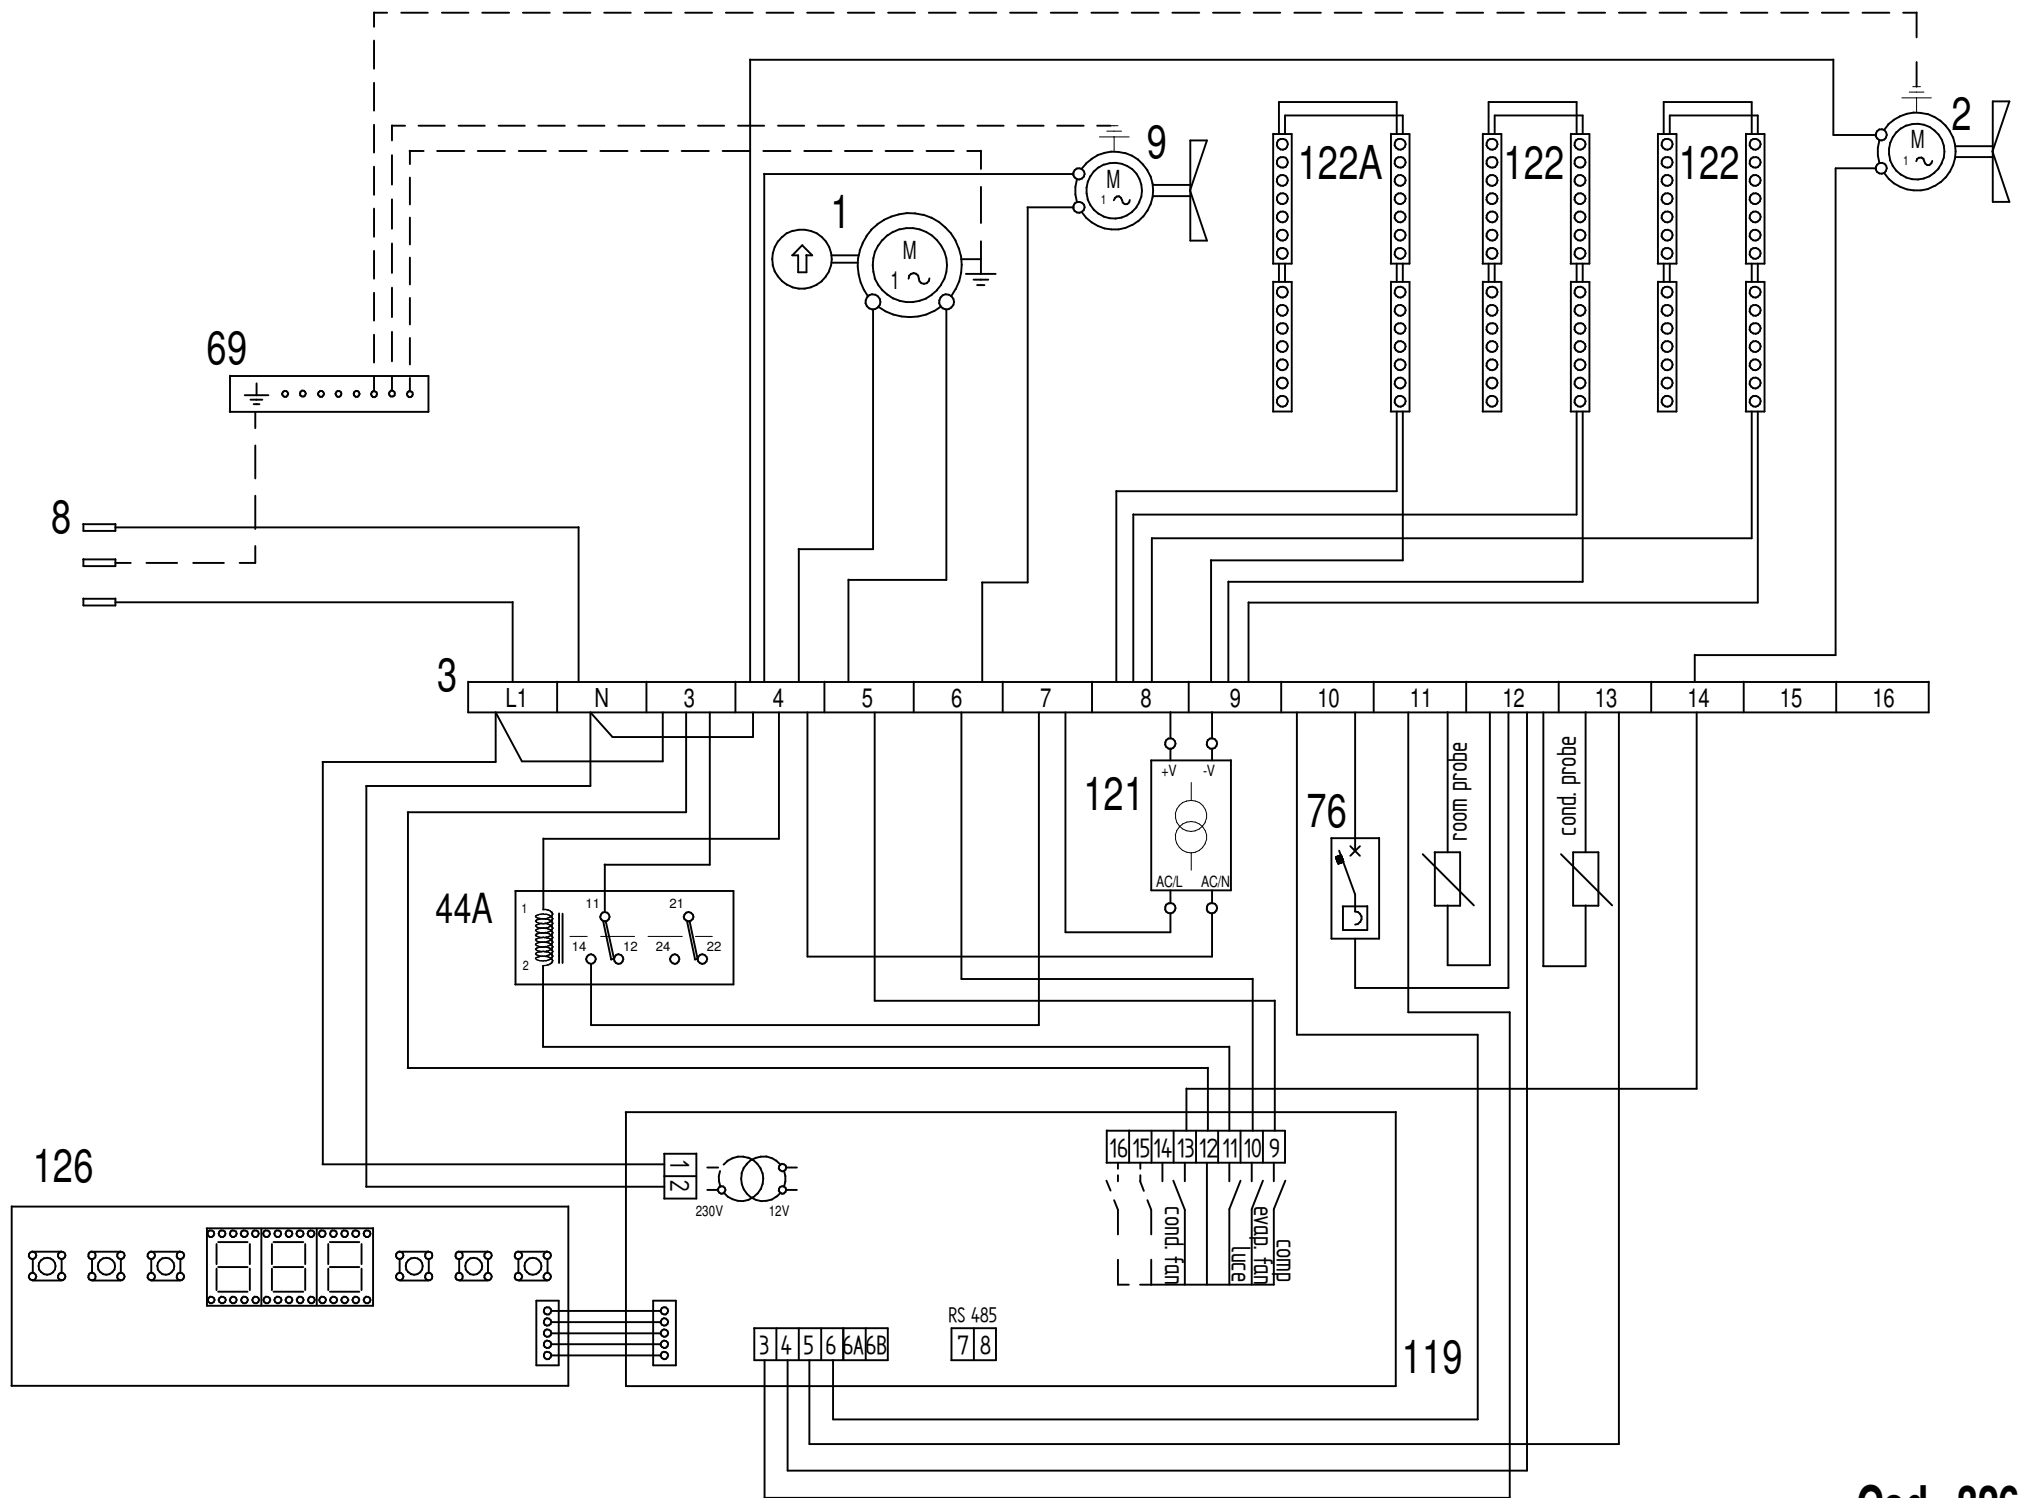 2
9
122A
122
122
M
1
M
1
1
M
1
69
8
3
L1 N 3 4 5 6 7 8 9 10 11 12 13 14 15 16
+V -V
121
AC/L AC/N
76
room probe
cond. probe
44A
1
2
11
14
12
21
24
22
126
1
2
230V
12V
16 15 14 13 12 11 10 9
cond. fan
luce
evap. fan
comp
RS 485
3 4 5 6 6A 6B
7 8
119